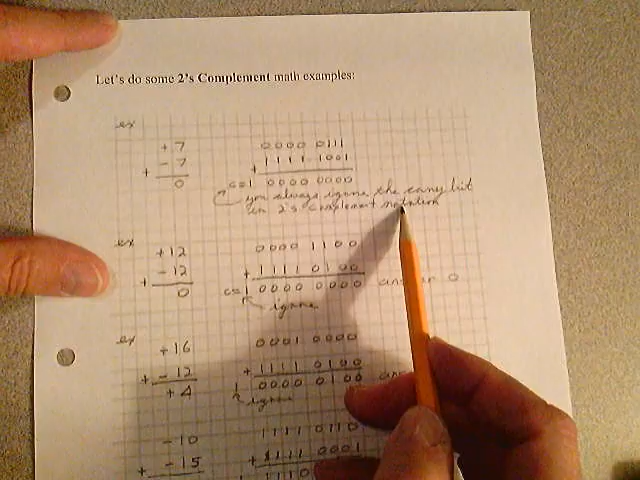 Let's do some 2's Complement math examples:
ex
+7 0000 0111
-7 1111 1001
+ +
0 c=1 0000 0000
you always ignore the carry bit
in 2's complement notation
ex
+12 0000 1100
+ -12 + 1111 0100
0 c=1 0000 0000 answer 0
ignore
ex
+16 0001 0000
+ -12 + 1111 0100
+4 1 0000 0100
ignore
-10 1111 0110
+ -15 + 1111 0001